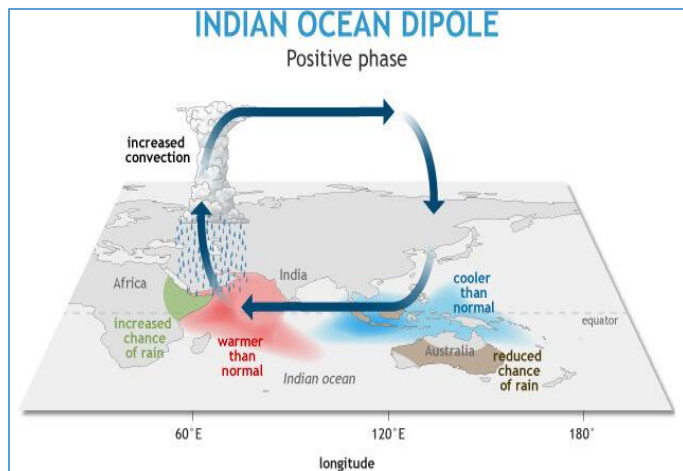 INDIAN OCEAN DIPOLE
Positive phase
increased
convection
Africa
India
cooler
than
normal
increased
chance
of rain
warmer
than
normal
equator
Australia
reduced
chance
of rain
Indian ocean
60°E
120°E
180°
longitude